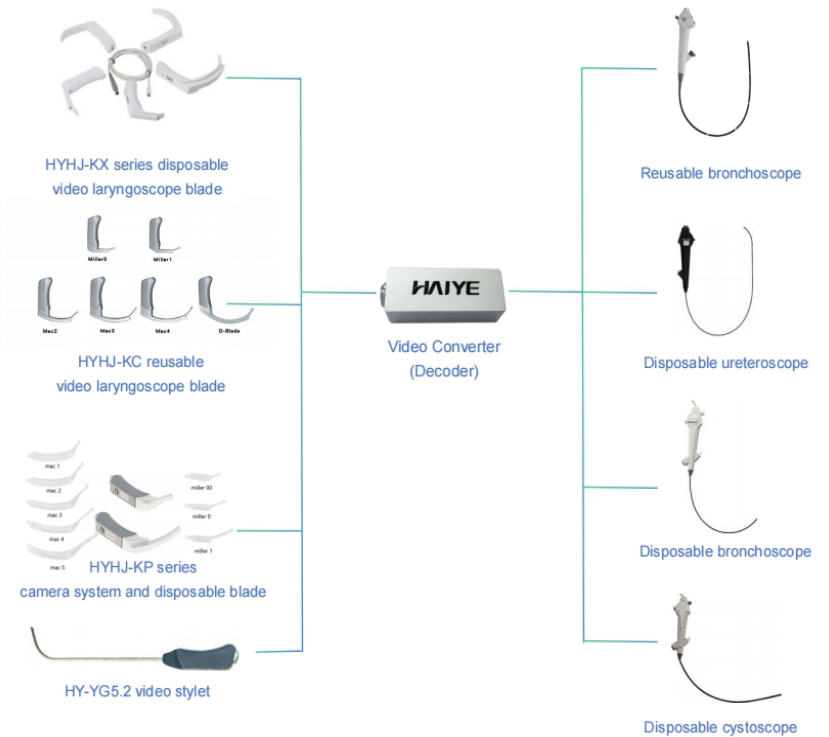 HYHJ-KX series disposable
video laryngoscope blade
Miller0
Miller1
Mac2
Mac3
Mac4
D-Blade
HYHJ-KC reusable
video laryngoscope blade
mac 1
mac 2
mac 3
mac 4
mac 5
miller 00
miller 0
miller 1
HYHJ-KP series
camera system and disposable blade
HY-YG5.2 video stylet
HAIYE
Video Converter
(Decoder)
Reusable bronchoscope
Disposable ureteroscope
Disposable bronchoscope
Disposable cystoscope